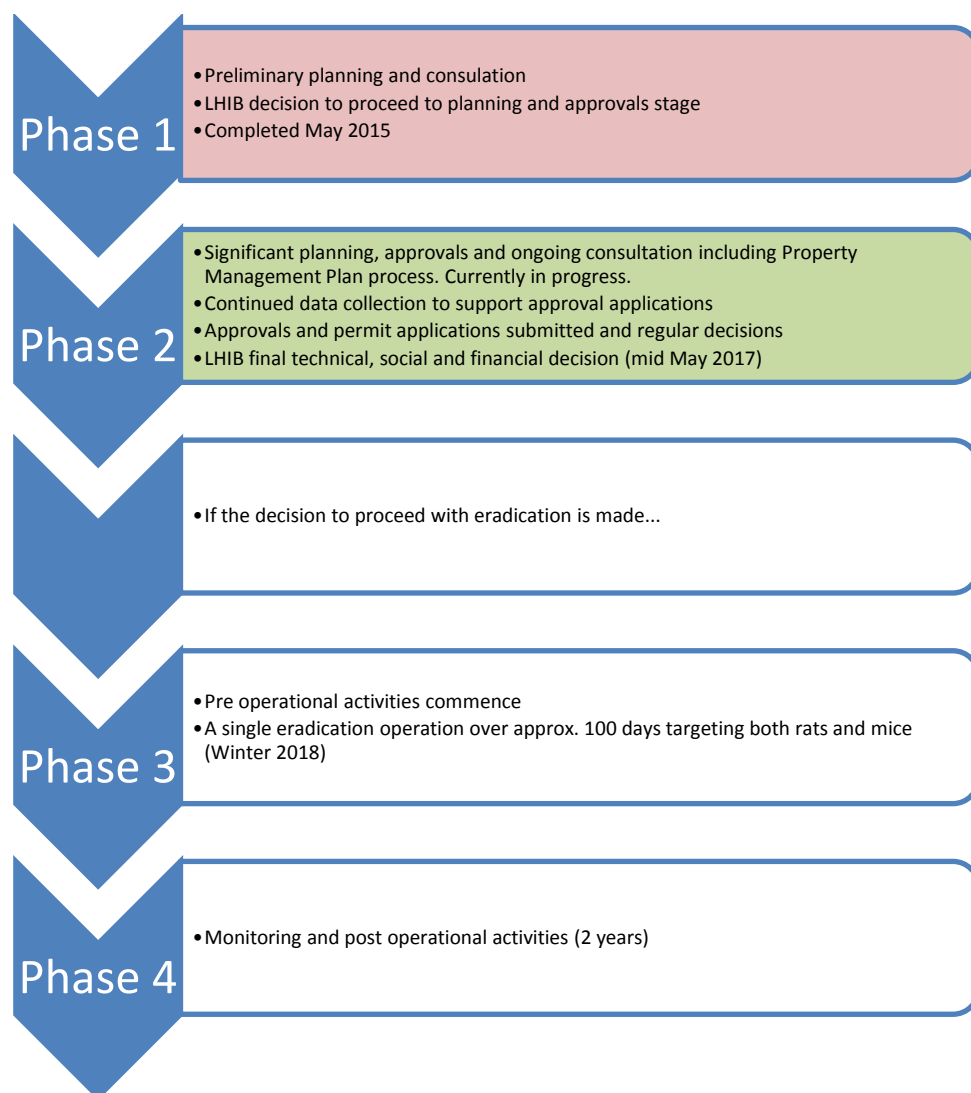 Phase 1
•Preliminary planning and consulation
•LHIB decision to proceed to planning and approvals stage
•Completed May 2015
Phase 2
•Significant planning, approvals and ongoing consultation including Property
Management Plan process. Currently in progress.
•Continued data collection to support approval applications
•Approvals and permit applications submitted and regular decisions
•LHIB final technical, social and financial decision (mid May 2017)
•If the decision to proceed with eradication is made...
Phase 3
•Pre operational activities commence
•A single eradication operation over approx. 100 days targeting both rats and mice
(Winter 2018)
Phase 4
•Monitoring and post operational activities (2 years)